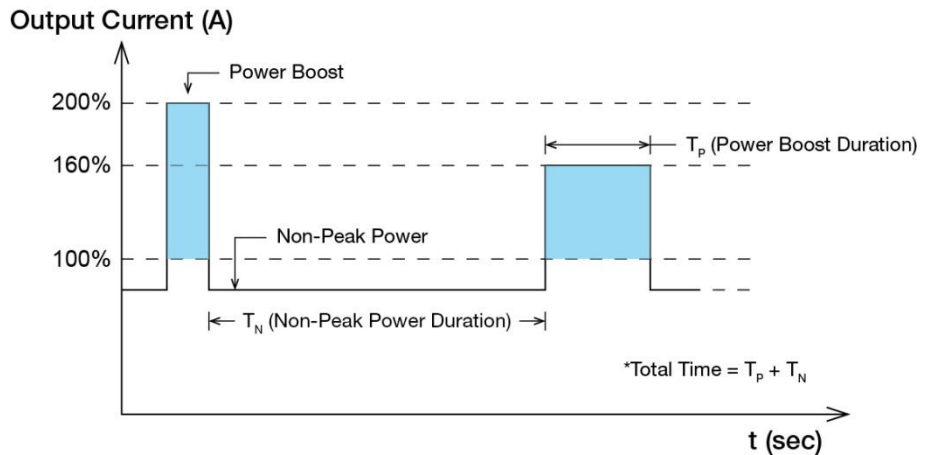 Output Current (A)
Power Boost
200%
T_P (Power Boost Duration)
160%
Non-Peak Power
100%
T_N (Non-Peak Power Duration)
*Total Time = T_P + T_N
t (sec)